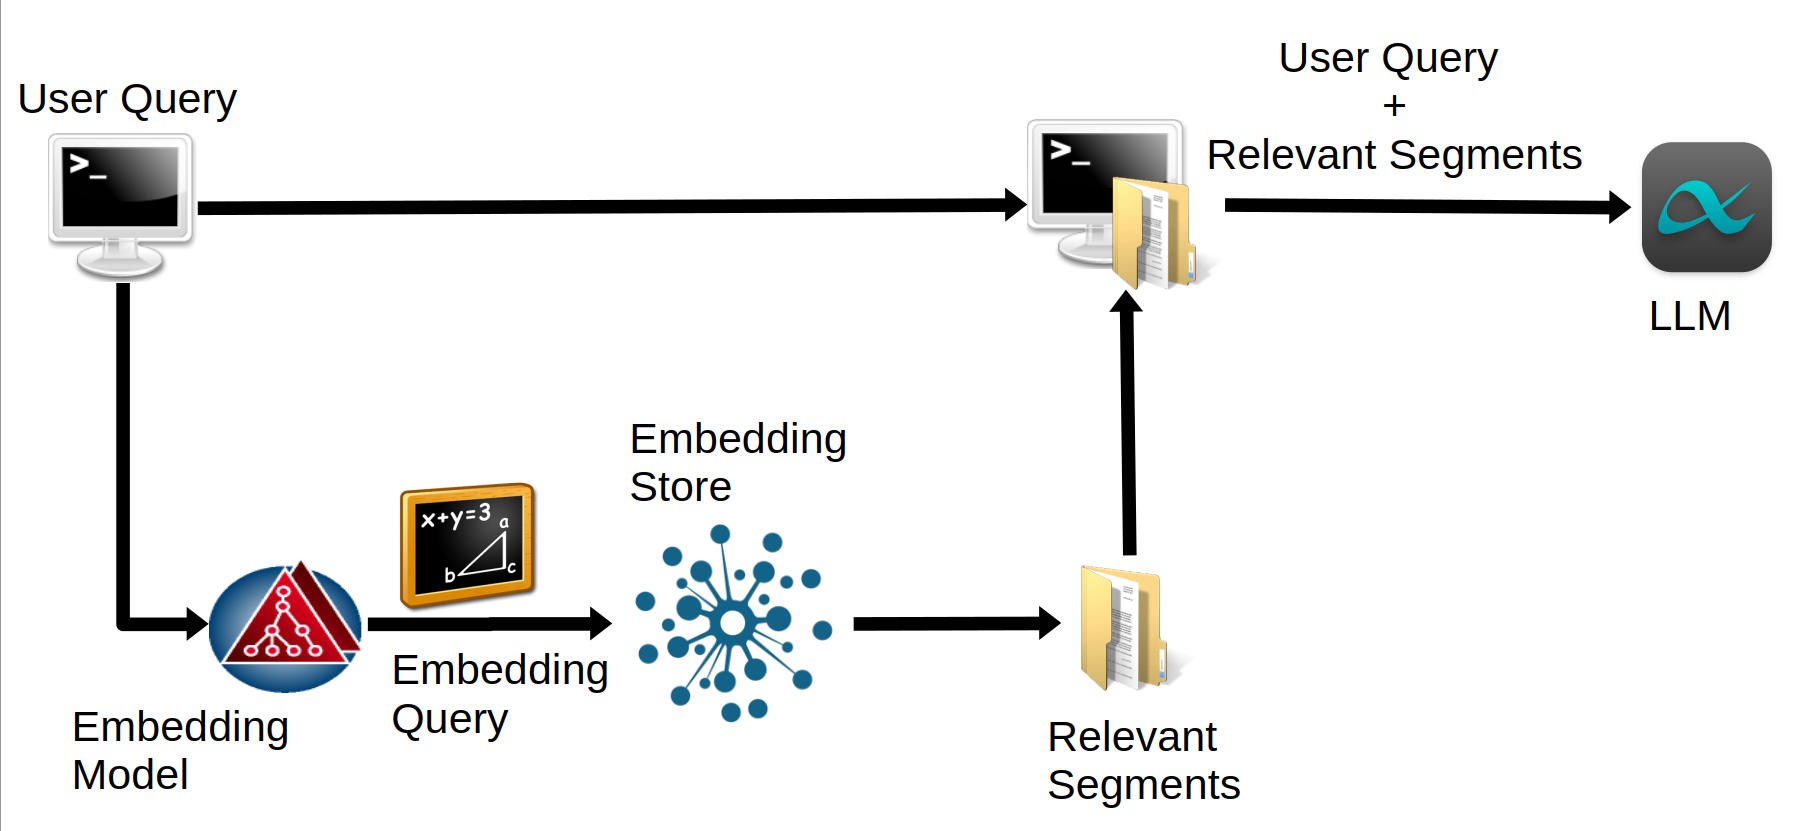 User Query
>_
>_
User Query
+
Relevant Segments
LLM
Embedding
Store
x+y=3
a
b
c
Embedding
Query
Embedding
Model
Relevant
Segments